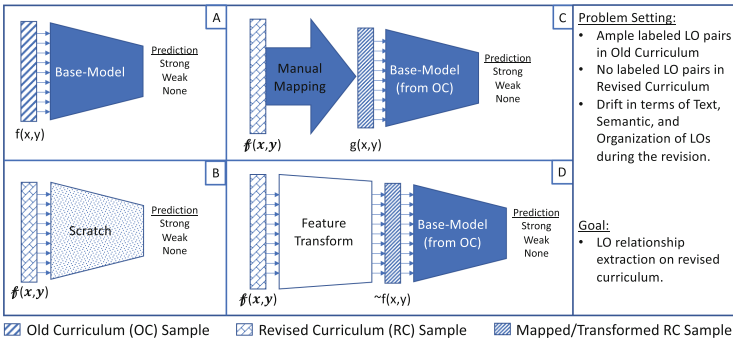 A
Base-Model
Prediction
Strong
Weak
None
f(x,y)
C
Manual
Mapping
Base-Model
(from OC)
Prediction
Strong
Weak
None
f(x,y)
g(x,y)
B
Scratch
Prediction
Strong
Weak
None
f(x,y)
D
Feature
Transform
Base-Model
(from OC)
Prediction
Strong
Weak
None
f(x,y)
~f(x,y)
Problem Setting:
• Ample labeled LO pairs
in Old Curriculum
• No labeled LO pairs in
Revised Curriculum
• Drift in terms of Text,
Semantic, and
Organization of LOs
during the revision.
Goal:
• LO relationship
extraction on revised
curriculum.
Old Curriculum (OC) Sample
Revised Curriculum (RC) Sample
Mapped/Transformed RC Sample